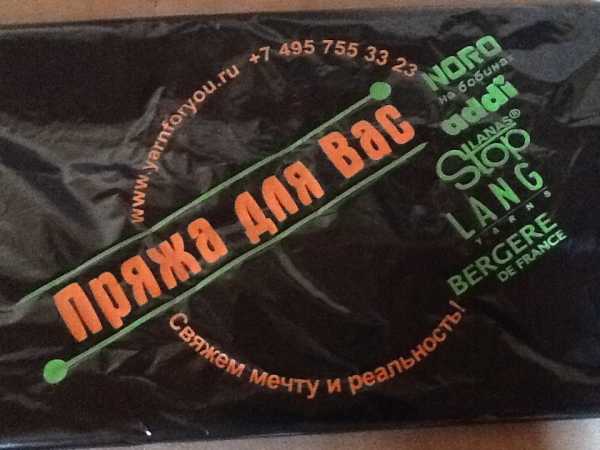 www.yarnforyou.ru +7 495 755 33 23
Пряжа для Вас
Свяжем мечту и реальность!
NORO
на бобинах
addi
LANAS®
Stop
LANG
YARNS
BERGERE
DE FRANCE